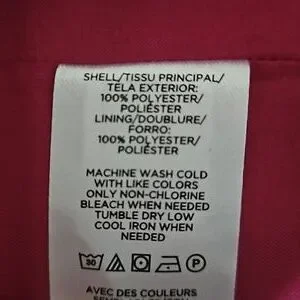 SHELL/TISSU PRINCIPAL/
TELA EXTERIOR:
100% POLYESTER/
POLIÉSTER
LINING/DOUBLURE/
FORRO:
100% POLYESTER/
POLIÉSTER
MACHINE WASH COLD
WITH LIKE COLORS
ONLY NON-CHLORINE
BLEACH WHEN NEEDED
TUMBLE DRY LOW
COOL IRON WHEN
NEEDED
30 P
AVEC DES COULEURS